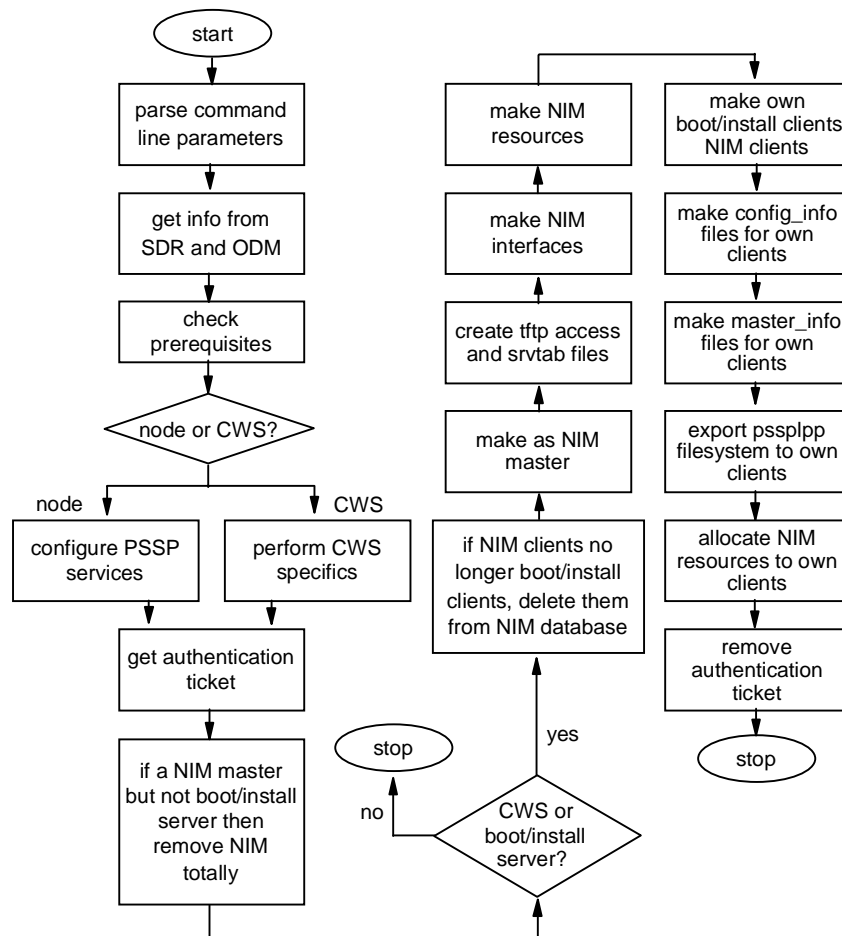 start
parse command
line parameters
get info from
SDR and ODM
check
prerequisites
node or CWS?
node
CWS
configure PSSP
services
perform CWS
specifics
get authentication
ticket
if a NIM master
but not boot/install
server then
remove NIM
totally
CWS or
boot/install
server?
no
stop
yes
if NIM clients no
longer boot/install
clients, delete them
from NIM database
make as NIM
master
create tftp access
and srvtab files
make NIM
interfaces
make NIM
resources
make own
boot/install clients
NIM clients
make config_info
files for own
clients
make master_info
files for own
clients
export pssplpp
filesystem to own
clients
allocate NIM
resources to own
clients
remove
authentication
ticket
stop